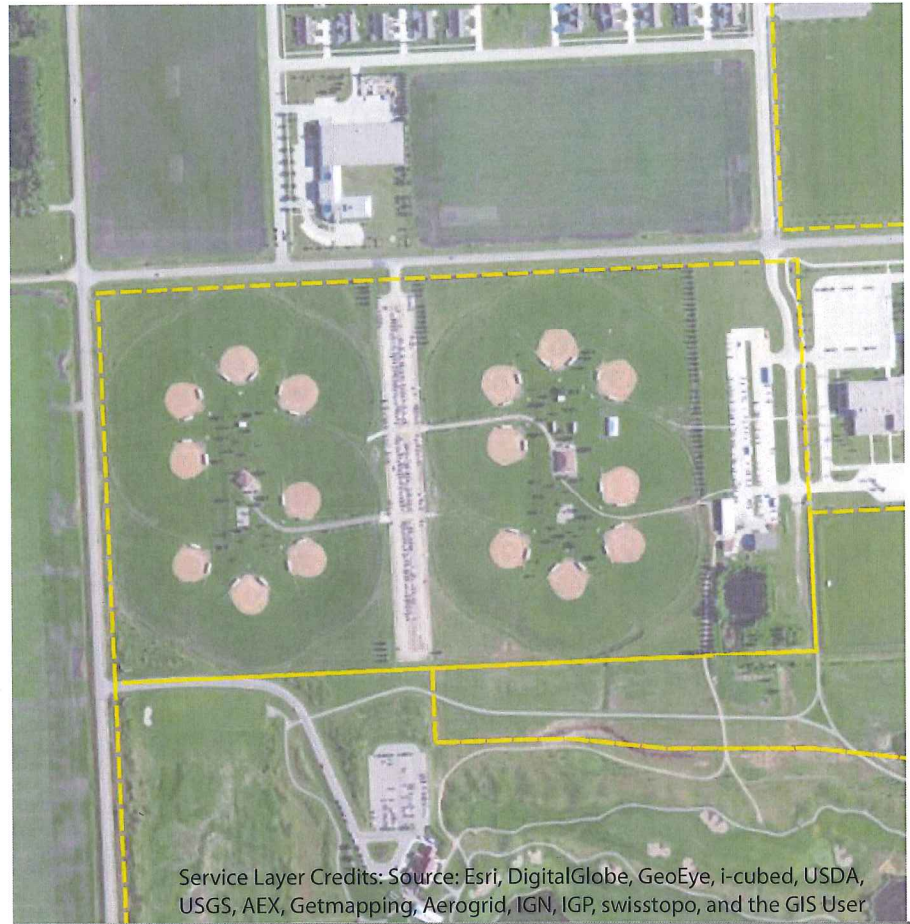 Service Layer Credits: Source: Esri, DigitalGlobe, GeoEye, i-cubed, USDA,
USGS, AEX, Getmapping, Aerogrid, IGN, IGP, swisstopo, and the GIS User